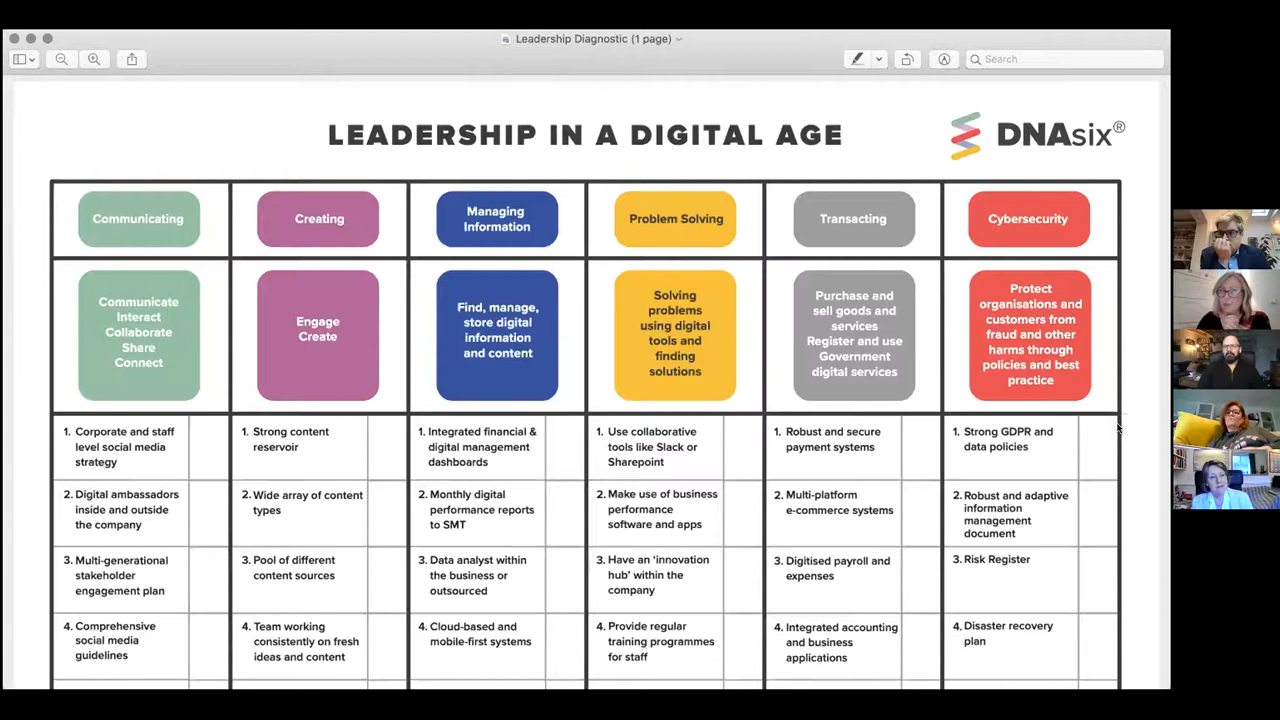 Leadership Diagnostic (1 page)
Search
LEADERSHIP IN A DIGITAL AGE
DNAsix®
Communicating
Creating
Managing
Information
Problem Solving
Transacting
Cybersecurity
Communicate
Interact
Collaborate
Share
Connect
Engage
Create
Find, manage,
store digital
information
and content
Solving
problems
using digital
tools and
finding
solutions
Purchase and
sell goods and
services
Register and use
Government
digital services
Protect
organisations and
customers from
fraud and other
harms through
policies and best
practice
1. Corporate and staff
level social media
strategy
1. Strong content
reservoir
1. Integrated financial &
digital management
dashboards
1. Use collaborative
tools like Slack or
Sharepoint
1. Robust and secure
payment systems
1. Strong GDPR and
data policies
2. Digital ambassadors
inside and outside
the company
2. Wide array of content
types
2. Monthly digital
performance reports
to SMT
2. Make use of business
performance
software and apps
2. Multi-platform
e-commerce systems
2. Robust and adaptive
information
management
document
3. Multi-generational
stakeholder
engagement plan
3. Pool of different
content sources
3. Data analyst within
the business or
outsourced
3. Have an ‘innovation
hub’ within the
company
3. Digitised payroll and
expenses
3. Risk Register
4. Comprehensive
social media
guidelines
4. Team working
consistently on fresh
ideas and content
4. Cloud-based and
mobile-first systems
4. Provide regular
training programmes
for staff
4. Integrated accounting
and business
applications
4. Disaster recovery
plan